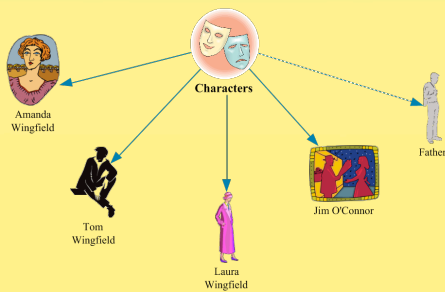 Characters
Amanda
Wingfield
Father
Jim O'Connor
Tom
Wingfield
Laura
Wingfield